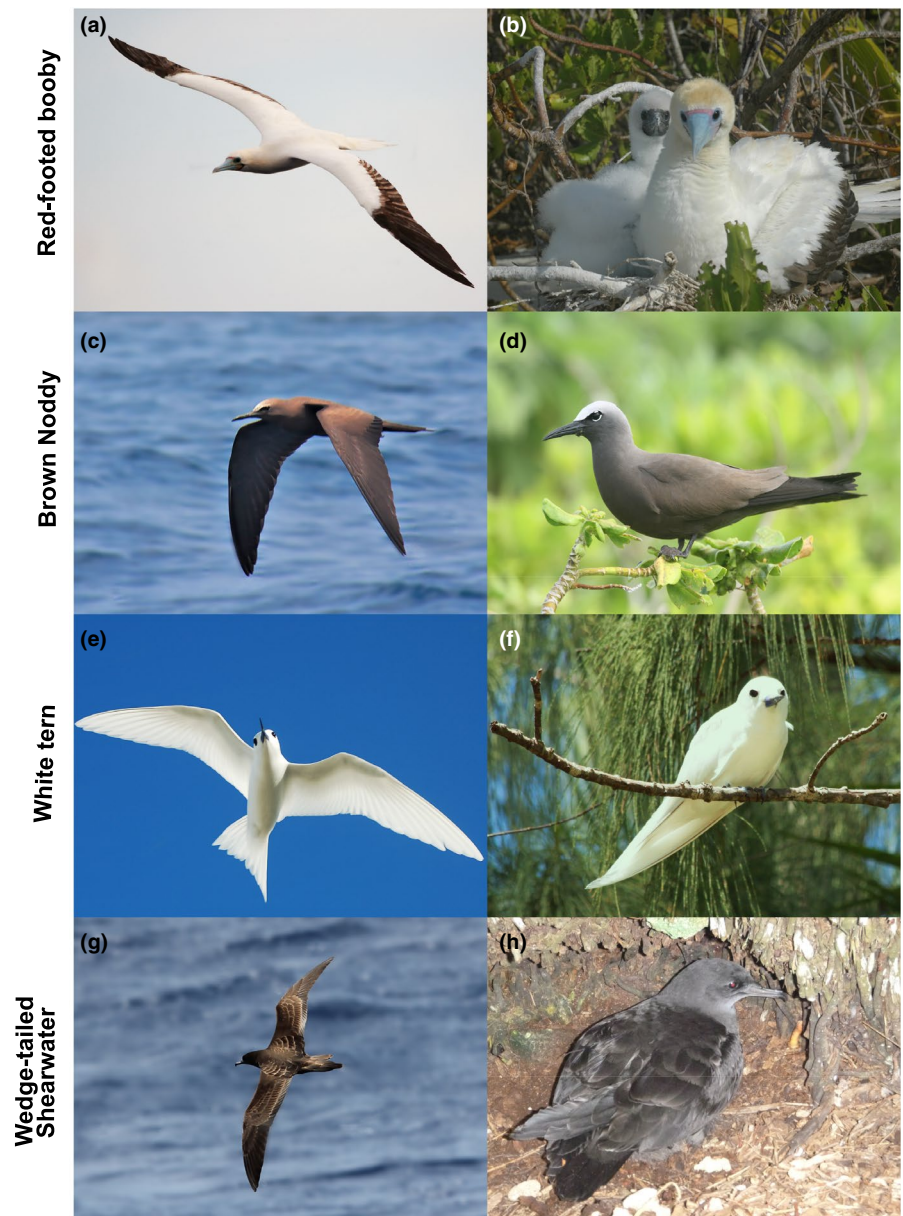 Red-footed booby
(a)
(b)
Brown Noddy
(c)
(d)
White tern
(e)
(f)
Wedge-tailed
Shearwater
(g)
(h)